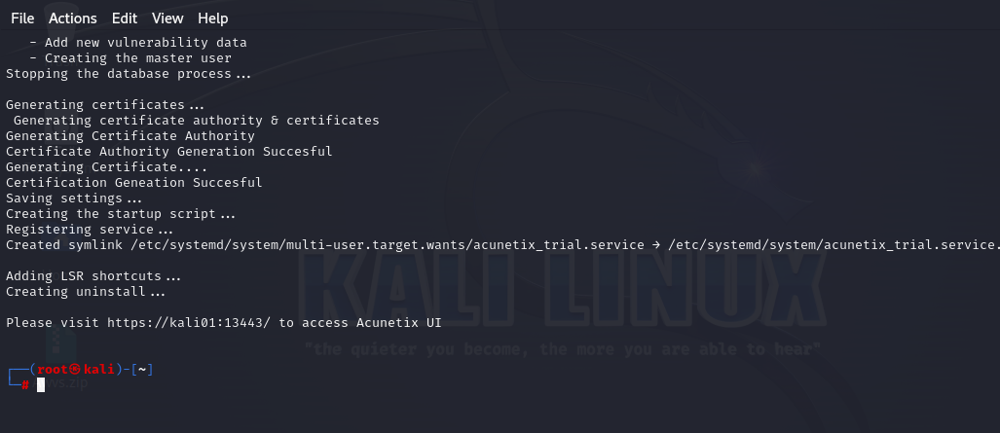 File Actions Edit View Help
- Add new vulnerability data
- Creating the master user
Stopping the database process...
Generating certificates...
Generating certificate authority & certificates
Generating Certificate Authority
Certificate Authority Generation Succesful
Generating Certificate....
Certification Geneation Succesful
Saving settings...
Creating the startup script...
Registering service...
Created symlink /etc/systemd/system/multi-user.target.wants/acunetix_trial.service → /etc/systemd/system/acunetix_trial.service.
Adding LSR shortcuts...
Creating uninstall...
KALI LINUX
Please visit https://kali01:13443/ to access Acunetix UI
"the quieter you become, the more you are able to hear"
┌──(root㉿kali)-[~]
└─#